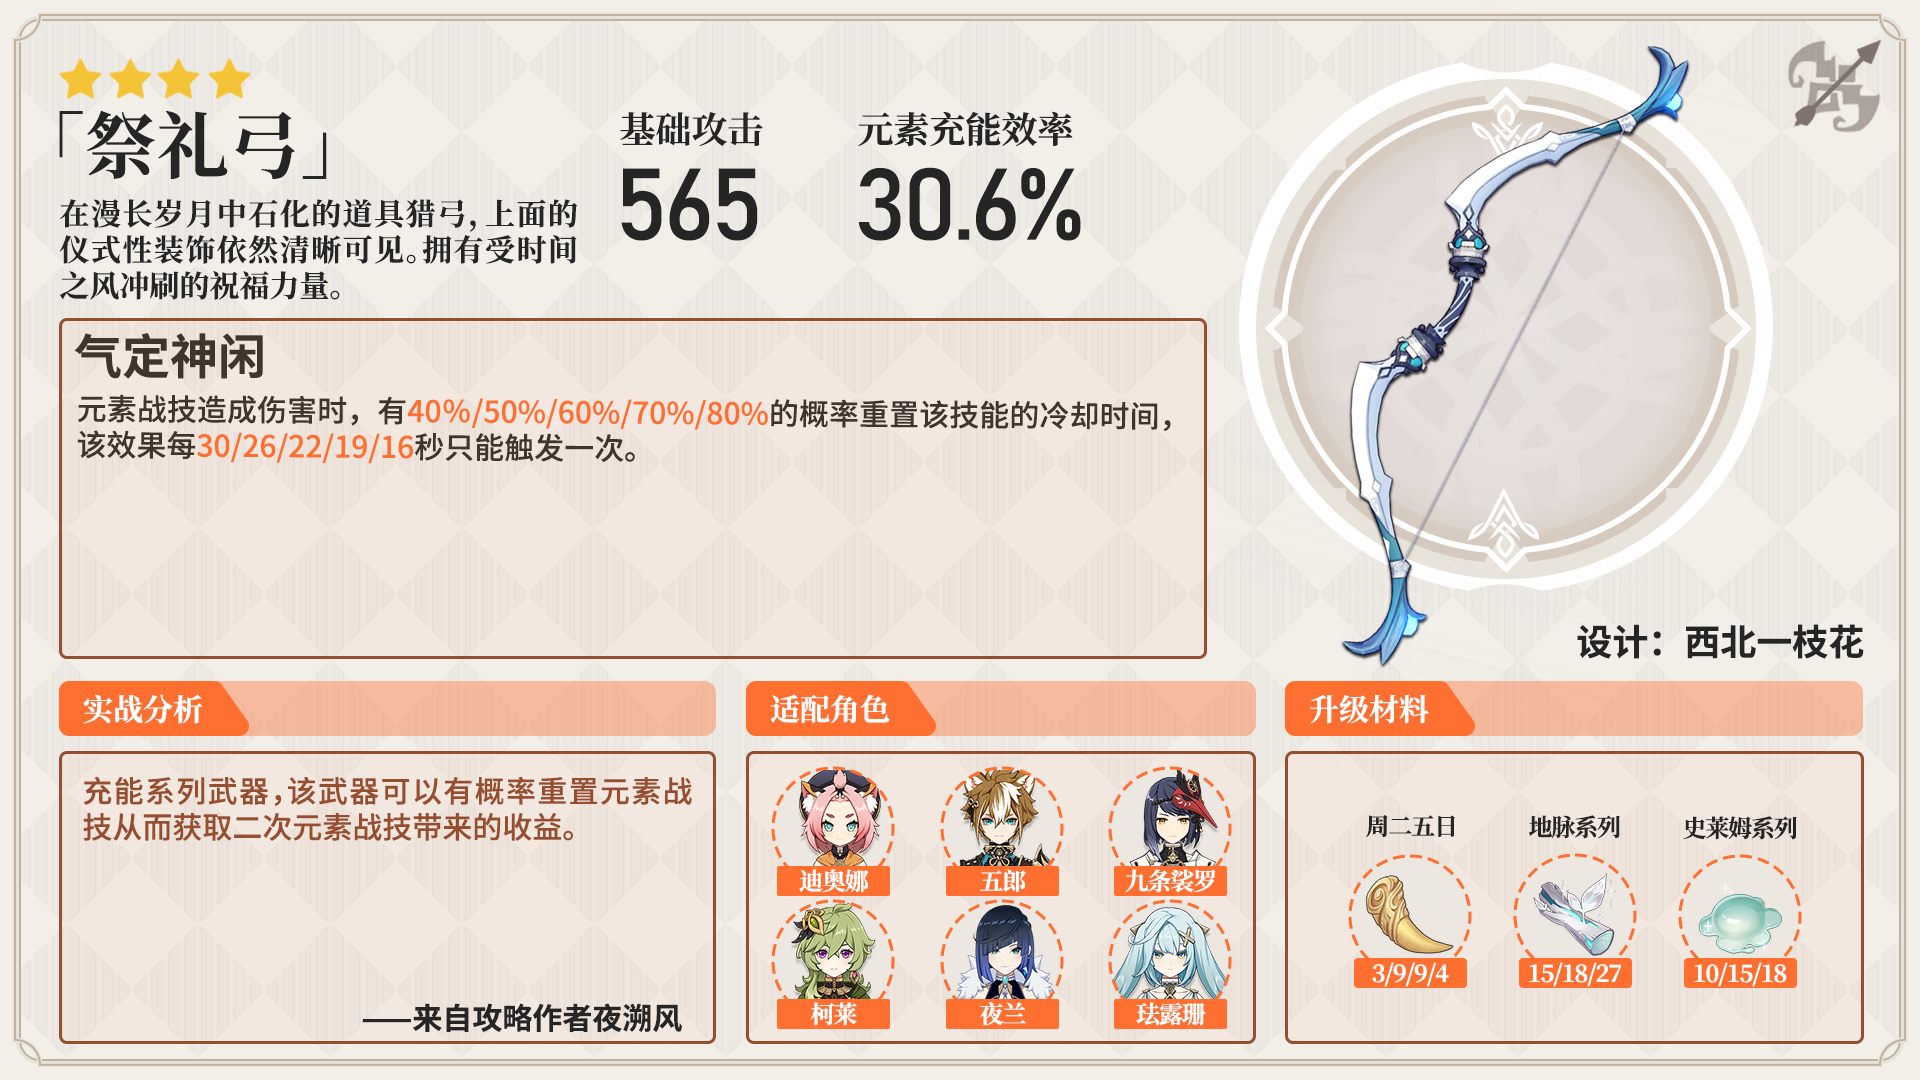 「祭礼弓」
在漫长岁月中石化的道具猎弓，上面的
仪式性装饰依然清晰可见。拥有受时间
之风冲刷的祝福力量。
基础攻击
565
元素充能效率
30.6%
气定神闲
元素战技造成伤害时，有40%/50%/60%/70%/80%的概率重置该技能的冷却时间，
该效果每30/26/22/19/16秒只能触发一次。
设计：西北一枝花
实战分析
充能系列武器，该武器可以有概率重置元素战
技从而获取二次元素战技带来的收益。
——来自攻略作者夜溯风
适配角色
迪奥娜
五郎
九条裟罗
柯莱
夜兰
珐露珊
升级材料
周二五日
地脉系列
史莱姆系列
3/9/9/4
15/18/27
10/15/18